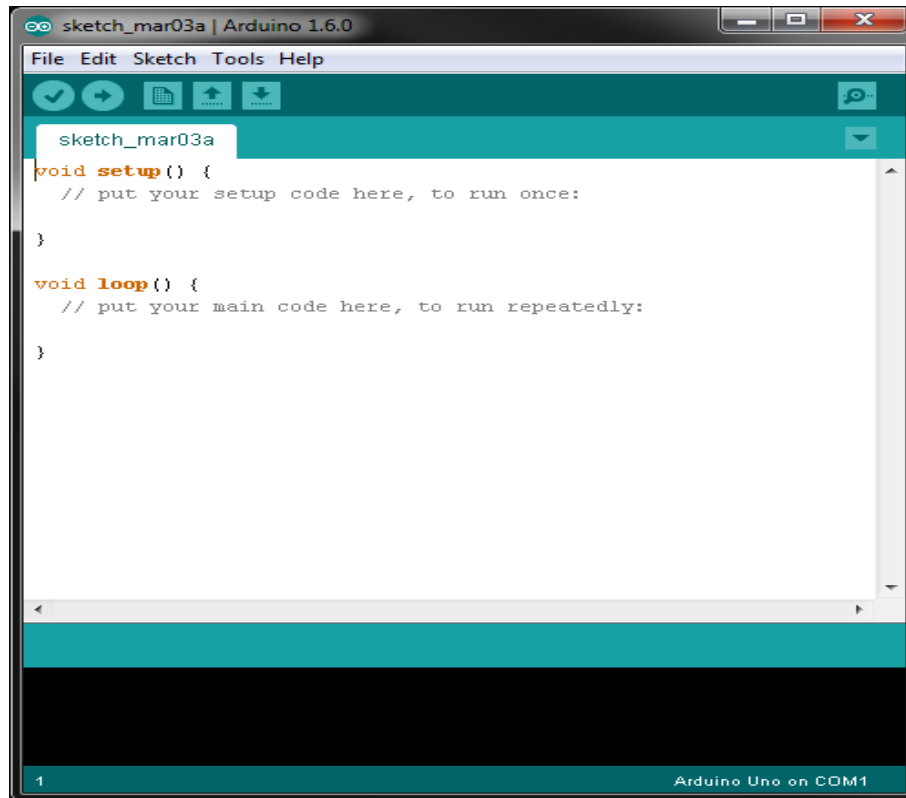 sketch_mar03a | Arduino 1.6.0
File Edit Sketch Tools Help
sketch_mar03a
void setup() {
  // put your setup code here, to run once:
}
void loop() {
  // put your main code here, to run repeatedly:
}
1 Arduino Uno on COM1